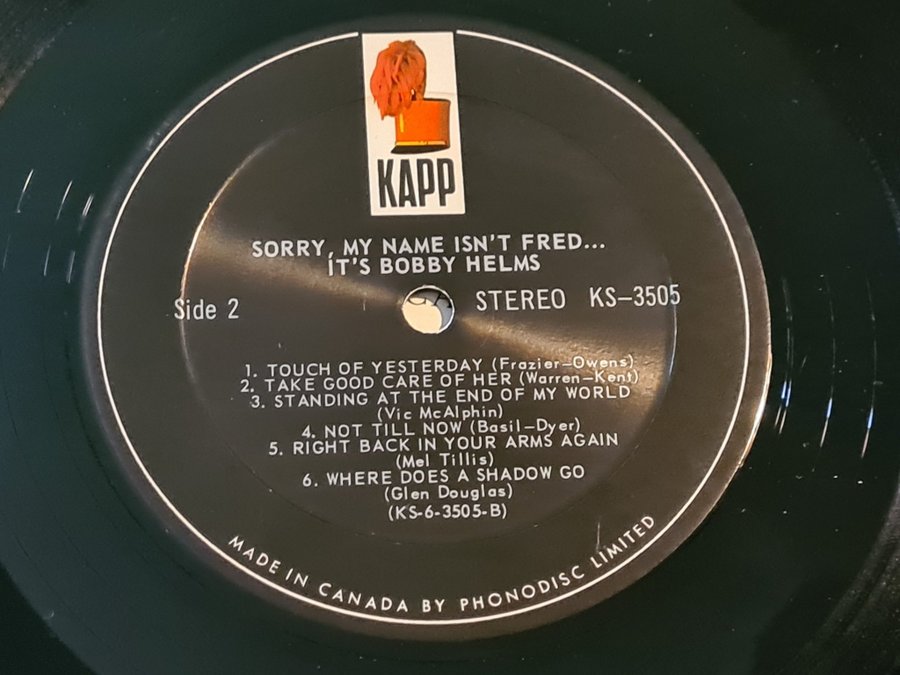 KAPP
SORRY, MY NAME ISN'T FRED...
IT'S BOBBY HELMS
Side 2
STEREO KS-3505
1. TOUCH OF YESTERDAY (Frazier-Owens)
2. TAKE GOOD CARE OF HER (Warren-Kent)
3. STANDING AT THE END OF MY WORLD
(Vic McAlphin)
4. NOT TILL NOW (Basil-Dyer)
5. RIGHT BACK IN YOUR ARMS AGAIN
(Mel Tillis)
6. WHERE DOES A SHADOW GO
(Glen Douglas)
(KS-6-3505-B)
MADE IN CANADA BY PHONODISC LIMITED